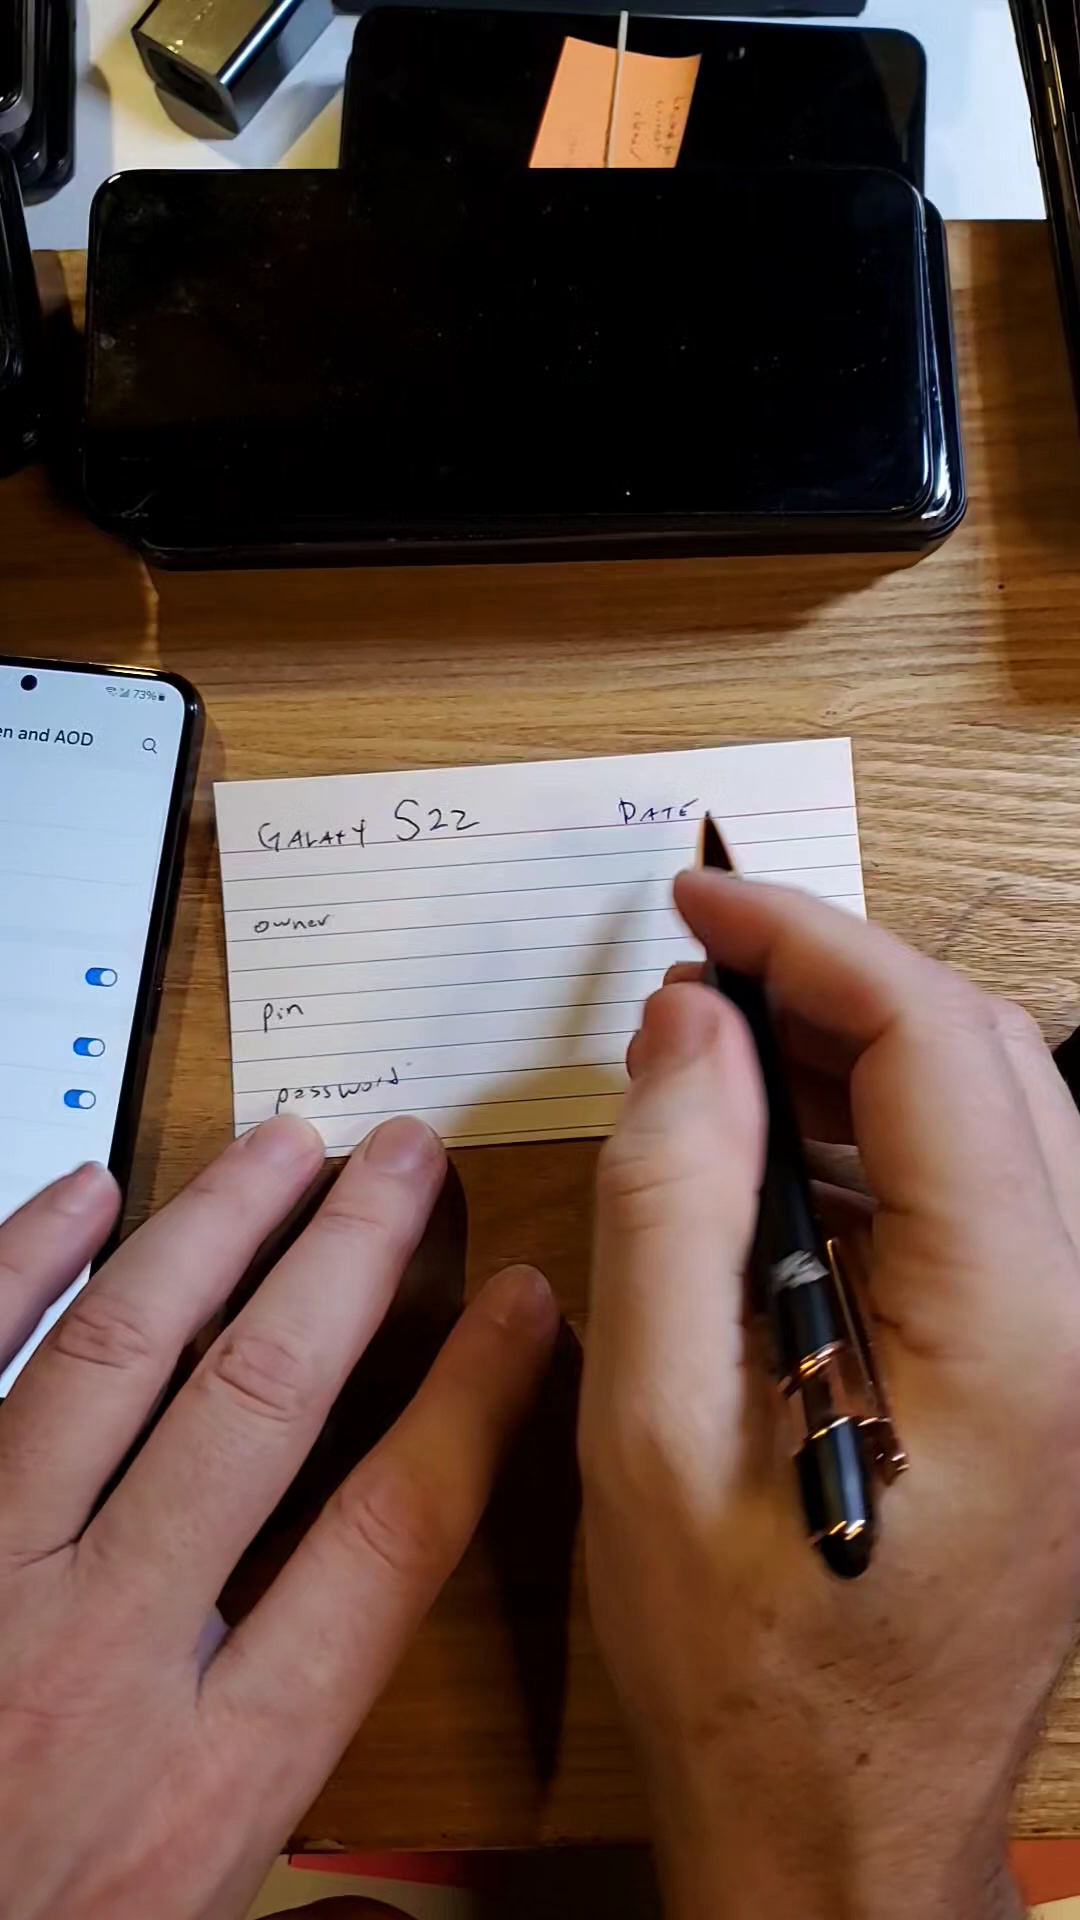 73%
en and AOD
GALAXY S22
DATE
owner
pin
password